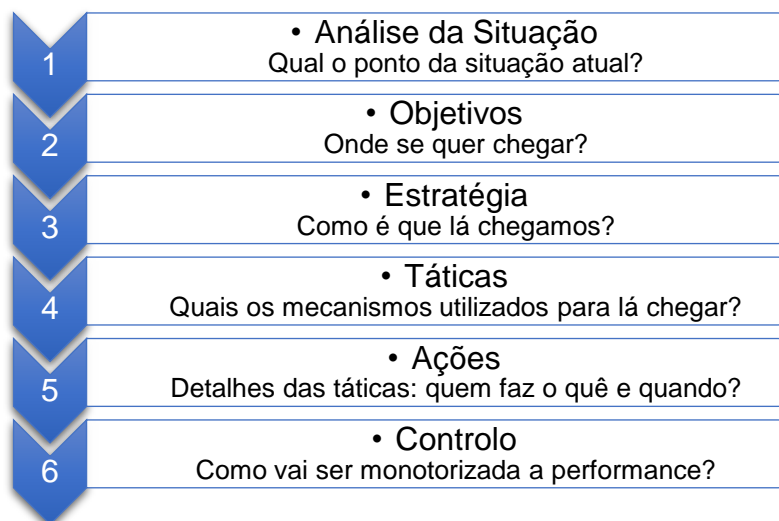 1
• Análise da Situação
Qual o ponto da situação atual?
2
• Objetivos
Onde se quer chegar?
3
• Estratégia
Como é que lá chegamos?
4
• Táticas
Quais os mecanismos utilizados para lá chegar?
5
• Ações
Detalhes das táticas: quem faz o quê e quando?
6
• Controlo
Como vai ser monotorizada a performance?